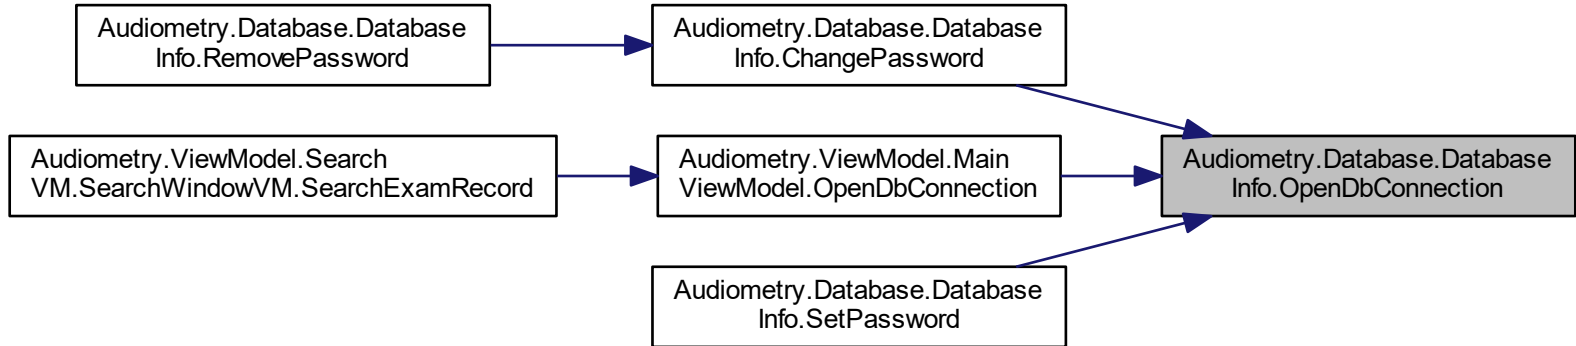 Audiometry.Database.Database
Info.RemovePassword
Audiometry.Database.Database
Info.ChangePassword
Audiometry.ViewModel.Search
VM.SearchWindowVM.SearchExamRecord
Audiometry.ViewModel.Main
ViewModel.OpenDbConnection
Audiometry.Database.Database
Info.OpenDbConnection
Audiometry.Database.Database
Info.SetPassword